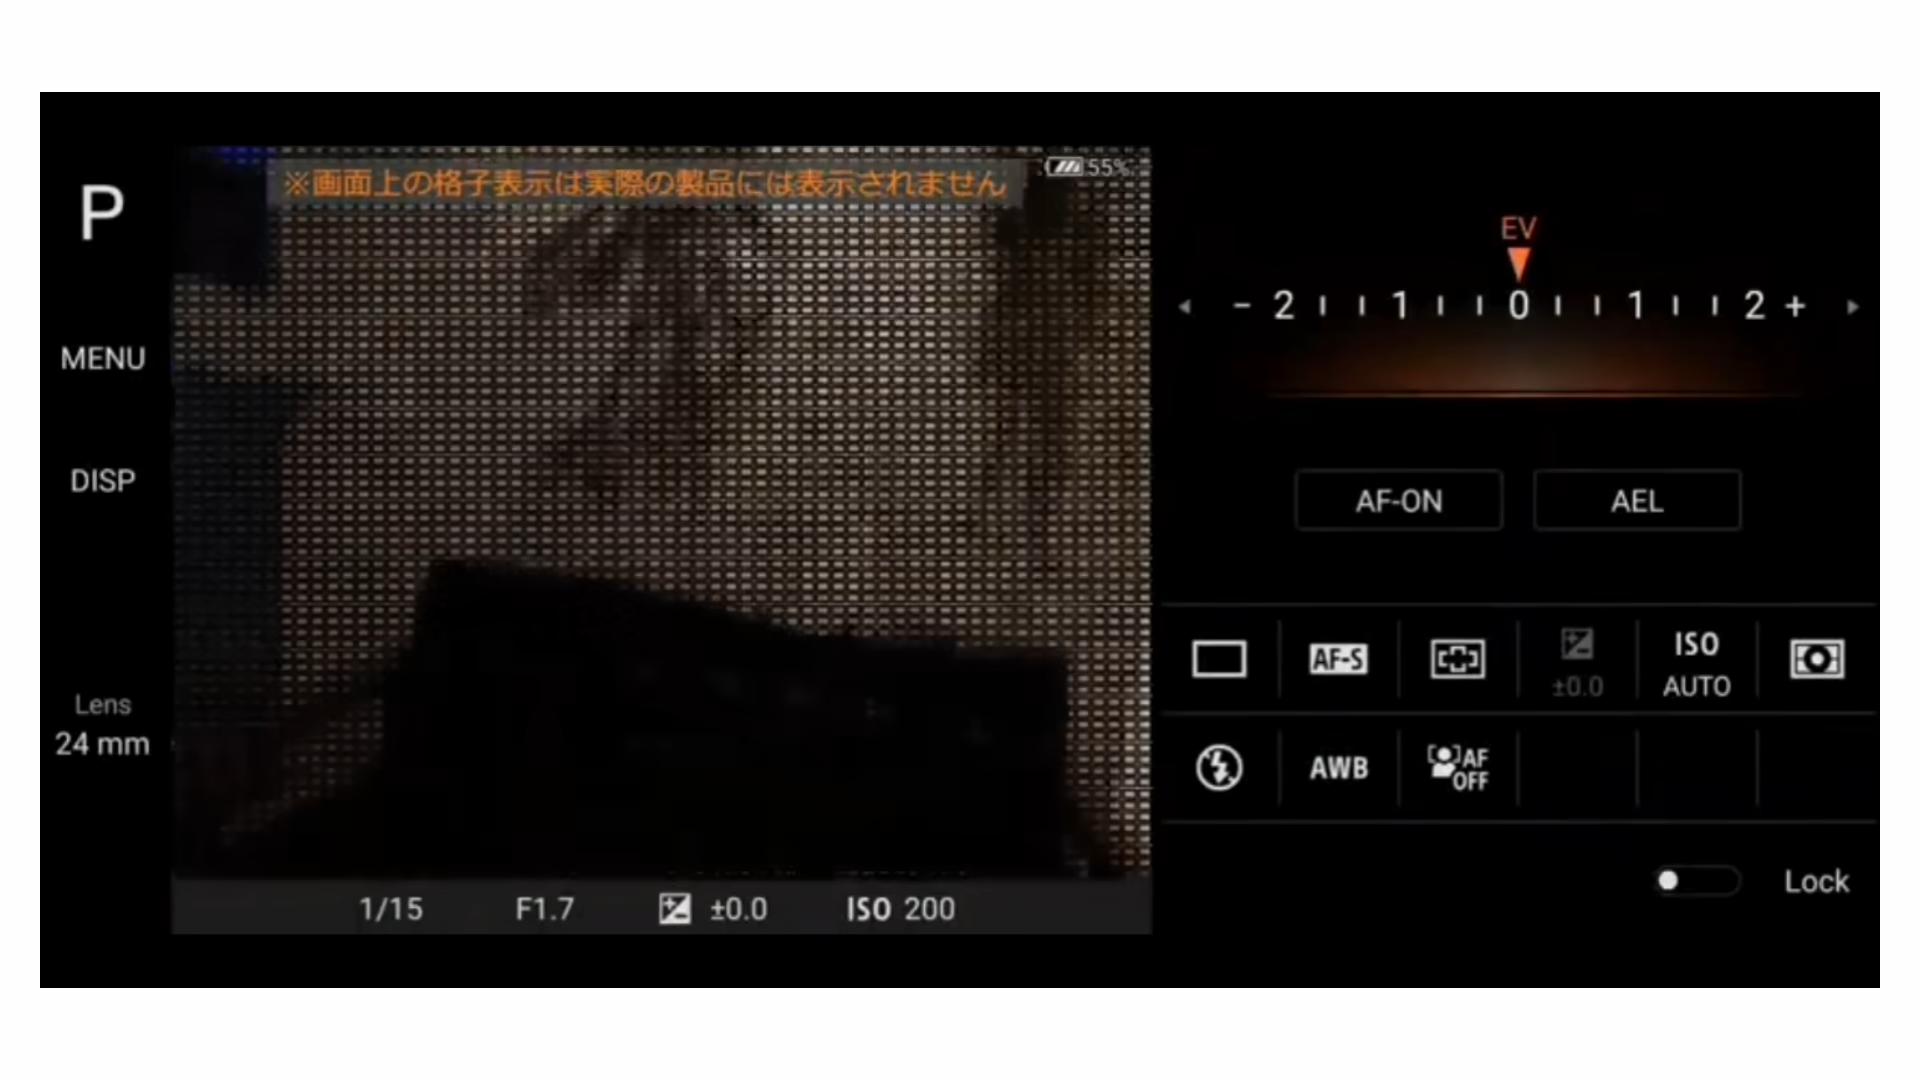 P
MENU
DISP
Lens
24 mm
※画面上の格子表示は実際の製品には表示されません
55%
1/15 F1.7 ±0.0 ISO 200
EV
− 2 1 0 1 2 +
AF-ON AEL
AF-S ±0.0 ISO AUTO
AWB AF OFF
Lock